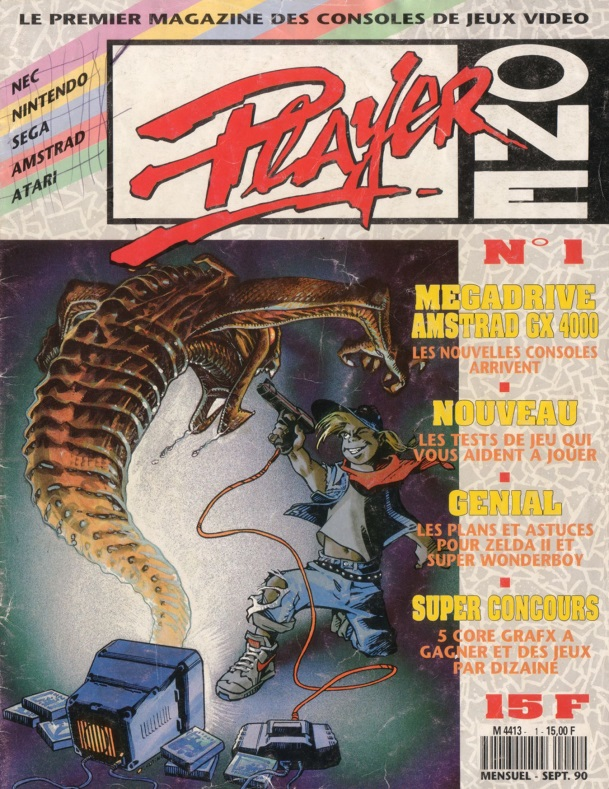 LE PREMIER MAGAZINE DES CONSOLES DE JEUX VIDEO
NEC
NINTENDO
SEGA
AMSTRAD
ATARI
PLAYER
ONE
N° 1
MEGADRIVE
AMSTRAD GX 4000
LES NOUVELLES CONSOLES
ARRIVENT
NOUVEAU
LES TESTS DE JEU QUI
VOUS AIDENT A JOUER
GENIAL
LES PLANS ET ASTUCES
POUR ZELDA II ET
SUPER WONDERBOY
SUPER CONCOURS
5 CORE GRAFX A
GAGNER ET DES JEUX
PAR DIZAINE
15 F
M 4413 - 1 - 15,00 F
MENSUEL - SEPT. 90